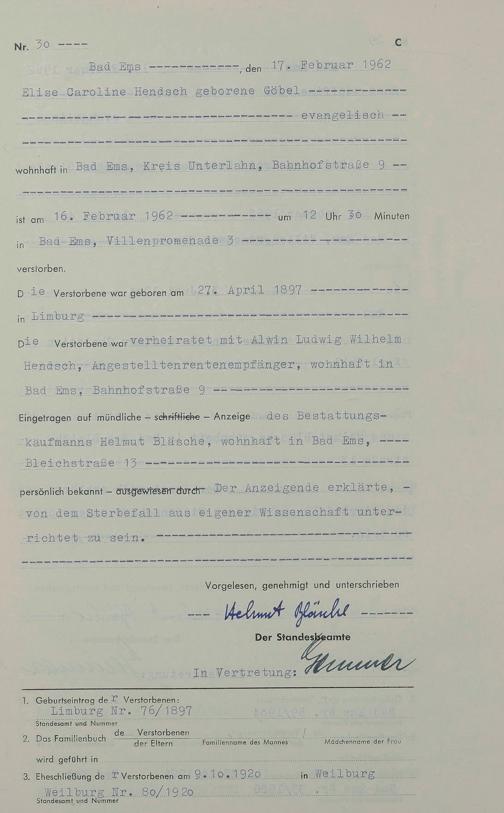 Nr. 30 ---- C
Bad Ems ------------, den 17. Februar 1962
Elise Caroline Hendsch geborene Göbel ------------
--------------------------------- evangelisch --
-----------------------------------------------
wohnhaft in Bad Ems, Kreis Unterlahn, Bahnhofstraße 9 --
-----------------------------------------------
ist am 16. Februar 1962 ----------- um 12 Uhr 30 Minuten
in Bad Ems, Villenpromenade 3 --------------------
verstorben.
Die Verstorbene war geboren am 27. April 1897 ------------
in Limburg --------------------------------------
Die Verstorbene war verheiratet mit Alwin Ludwig Wilhelm
Hendsch, Angestelltenrentenempfänger, wohnhaft in
Bad Ems, Bahnhofstraße 9 ------------------------
Eingetragen auf mündliche – schriftliche – Anzeige des Bestattungs-
kaufmanns Helmut Bläsche, wohnhaft in Bad Ems, ----
Bleichstraße 13 --------------------------------
persönlich bekannt – ausgewiesen durch Der Anzeigende erklärte, -
von dem Sterbefall aus eigener Wissenschaft unter-
richtet zu sein. -------------------------------
-----------------------------------------------
Vorgelesen, genehmigt und unterschrieben
--- Helmut Bläsche ------
Der Standesbeamte
In Vertretung:
1. Geburtseintrag der Verstorbenen:
Limburg Nr. 76/1897
Standesamt und Nummer
2. Das Familienbuch de Verstorbenen /
der Eltern Familienname des Mannes Mädchenname der Frau
wird geführt in
3. Eheschließung der Verstorbenen am 9.10.1920 in Weilburg
Weilburg Nr. 80/1920
Standesamt und Nummer